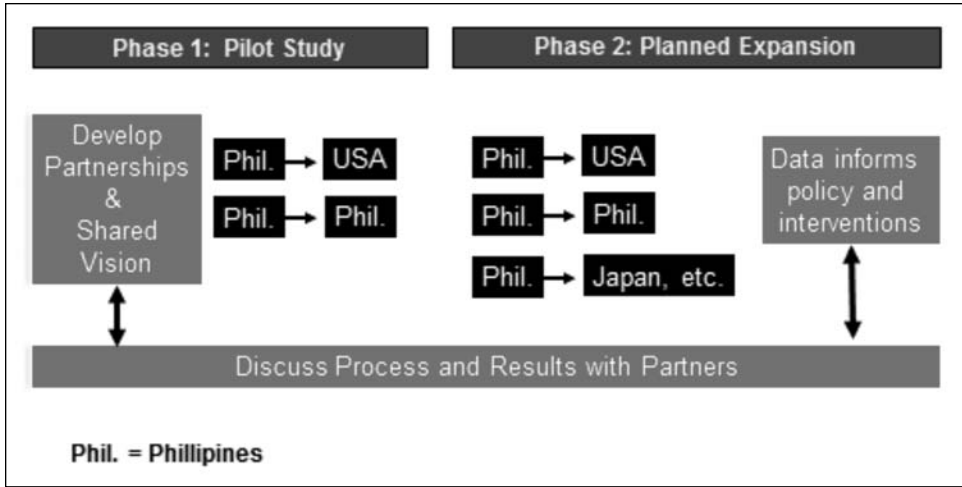 Phase 1: Pilot Study
Phase 2: Planned Expansion
Develop
Partnerships
&
Shared
Vision
Phil.
USA
Phil.
Phil.
Phil.
USA
Phil.
Phil.
Phil.
Japan, etc.
Data informs
policy and
interventions
Discuss Process and Results with Partners
Phil. = Phillipines